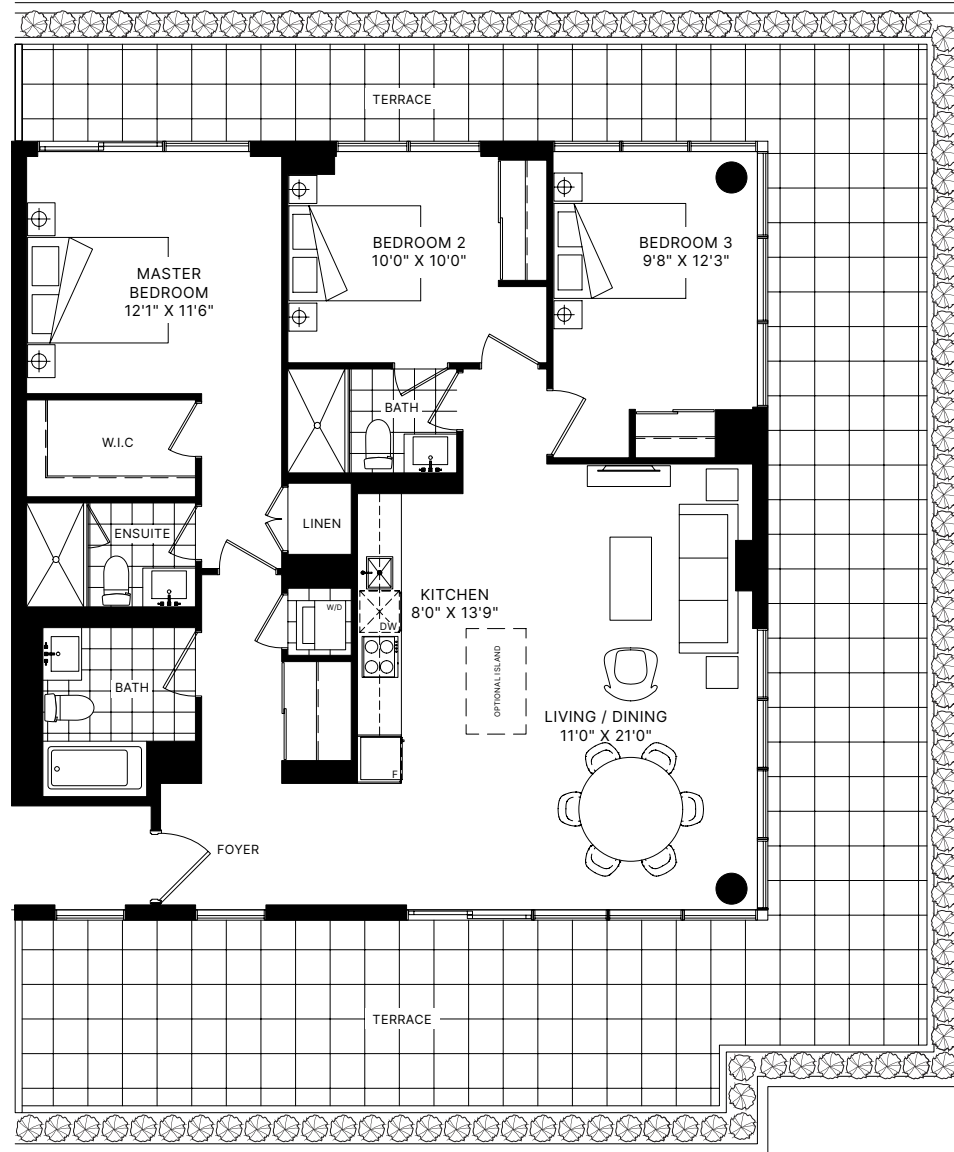 TERRACE
BEDROOM 2
10'0" X 10'0"
BEDROOM 3
9'8" X 12'3"
MASTER
BEDROOM
12'1" X 11'6"
BATH
W.I.C
LINEN
ENSUITE
KITCHEN
8'0" X 13'9"
W/D
DW
OPTIONAL ISLAND
BATH
LIVING / DINING
11'0" X 21'0"
F
FOYER
TERRACE